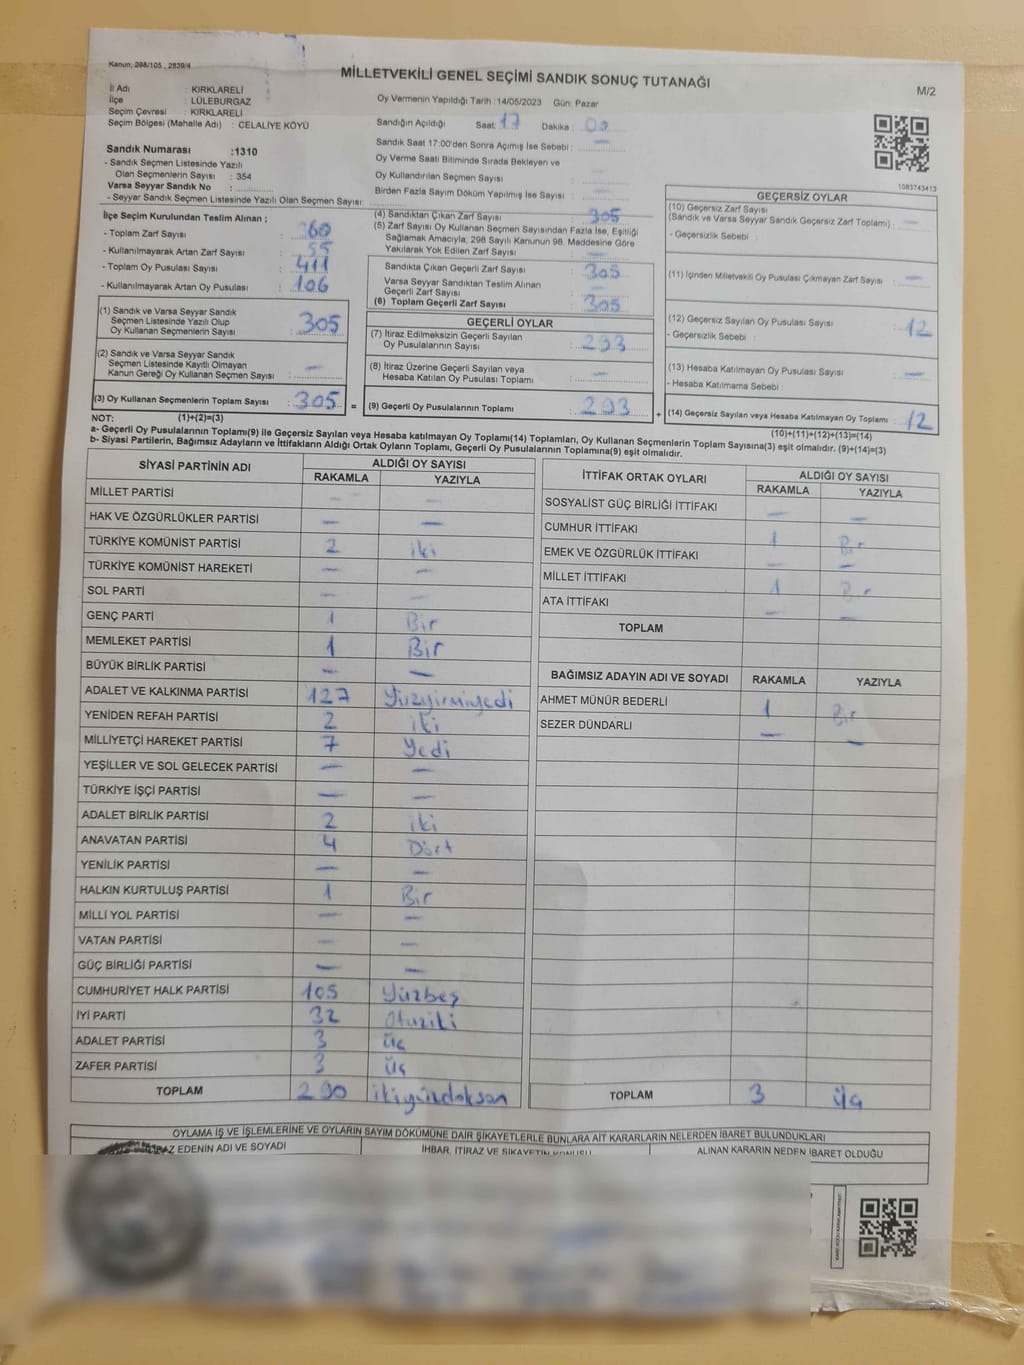 Kanun: 298/105, 2839/4
MİLLETVEKİLİ GENEL SEÇİMİ SANDIK SONUÇ TUTANAĞI
M/2
İl Adı : KIRKLARELİ
İlçe : LÜLEBURGAZ
Seçim Çevresi : KIRKLARELİ
Seçim Bölgesi (Mahalle Adı) : CELALİYE KÖYÜ
Sandık Numarası :1310
- Sandık Seçmen Listesinde Yazılı
Olan Seçmenlerin Sayısı : 354
Varsa Seyyar Sandık No :
- Seyyar Sandık Seçmen Listesinde Yazılı Olan Seçmen Sayısı:
Oy Vermenin Yapıldığı Tarih :14/05/2023 Gün: Pazar
Sandığın Açıldığı Saat: 17 Dakika : 00
Sandık Saat 17:00'den Sonra Açımış İse Sebebi : —
Oy Verme Saati Bitiminde Sırada Bekleyen ve
Oy Kullandırılan Seçmen Sayısı :
Birden Fazla Sayım Döküm Yapılmış İse Sayısı : —
1083743413
İlçe Seçim Kurulundan Teslim Alınan ;
- Toplam Zarf Sayısı : 360
- Kullanılmayarak Artan Zarf Sayısı : 55
- Toplam Oy Pusulası Sayısı : 411
- Kullanılmayarak Artan Oy Pusulası : 106
(1) Sandık ve Varsa Seyyar Sandık
Seçmen Listesinde Yazılı Olup
Oy Kullanan Seçmenlerin Sayısı : 305
(2) Sandık ve Varsa Seyyar Sandık
Seçmen Listesinde Kayıtlı Olmayan
Kanun Gereği Oy Kullanan Seçmen Sayısı : —
(3) Oy Kullanan Seçmenlerin Toplam Sayısı : 305 =
NOT: (1)+(2)=(3)
(4) Sandıktan Çıkan Zarf Sayısı : 305
(5) Zarf Sayısı Oy Kullanan Seçmen Sayısından Fazla İse, Eşitliği
Sağlamak Amacıyla; 298 Sayılı Kanunun 98. Maddesine Göre
Yakılarak Yok Edilen Zarf Sayısı : —
Sandıkta Çıkan Geçerli Zarf Sayısı : 305
Varsa Seyyar Sandıktan Teslim Alınan
Geçerli Zarf Sayısı : —
(6) Toplam Geçerli Zarf Sayısı : 305
GEÇERLİ OYLAR
(7) İtiraz Edilmeksizin Geçerli Sayılan
Oy Pusulalarının Sayısı : 293
(8) İtiraz Üzerine Geçerli Sayılan veya
Hesaba Katılan Oy Pusulası Toplamı : —
(9) Geçerli Oy Pusulalarının Toplamı : 293 +
GEÇERSİZ OYLAR
(10) Geçersiz Zarf Sayısı
(Sandık ve Varsa Seyyar Sandık Geçersiz Zarf Toplamı) : —
- Geçersizlik Sebebi :
(11) İçinden Milletvekili Oy Pusulası Çıkmayan Zarf Sayısı : —
(12) Geçersiz Sayılan Oy Pusulası Sayısı : 12
- Geçersizlik Sebebi :
(13) Hesaba Katılmayan Oy Pusulası Sayısı : —
- Hesaba Katılmama Sebebi :
(14) Geçersiz Sayılan veya Hesaba Katılmayan Oy Toplamı : 12
(10)+(11)+(12)+(13)=(14)
a- Geçerli Oy Pusulalarının Toplamı(9) ile Geçersiz Sayılan veya Hesaba katılmayan Oy Toplamı(14) Toplamları, Oy Kullanan Seçmenlerin Toplam Sayısına(3) eşit olmalıdır. (9)+(14)=(3)
b- Siyasi Partilerin, Bağımsız Adayların ve İttifakların Aldığı Ortak Oyların Toplamı, Geçerli Oy Pusulalarının Toplamına(9) eşit olmalıdır.
SİYASİ PARTİNİN ADI ALDIĞI OY SAYISI
RAKAMLA YAZIYLA
MİLLET PARTİSİ — —
HAK VE ÖZGÜRLÜKLER PARTİSİ — —
TÜRKİYE KOMÜNİST PARTİSİ 2 iki
TÜRKİYE KOMÜNİST HAREKETİ — —
SOL PARTİ — —
GENÇ PARTİ 1 Bir
MEMLEKET PARTİSİ 1 Bir
BÜYÜK BİRLİK PARTİSİ — —
ADALET VE KALKINMA PARTİSİ 127 Yüzyirmiyedi
YENİDEN REFAH PARTİSİ 2 iki
MİLLİYETÇİ HAREKET PARTİSİ 7 Yedi
YEŞİLLER VE SOL GELECEK PARTİSİ — —
TÜRKİYE İŞÇİ PARTİSİ — —
ADALET BİRLİK PARTİSİ 2 iki
ANAVATAN PARTİSİ 4 Dört
YENİLİK PARTİSİ — —
HALKIN KURTULUŞ PARTİSİ 1 Bir
MİLLİ YOL PARTİSİ — —
VATAN PARTİSİ — —
GÜÇ BİRLİĞİ PARTİSİ — —
CUMHURİYET HALK PARTİSİ 105 Yüzbeş
İYİ PARTİ 32 Otuziki
ADALET PARTİSİ 3 üç
ZAFER PARTİSİ 3 üç
TOPLAM 290 ikiyüzdoksan
İTTİFAK ORTAK OYLARI ALDIĞI OY SAYISI
RAKAMLA YAZIYLA
SOSYALİST GÜÇ BİRLİĞİ İTTİFAKI — —
CUMHUR İTTİFAKI 1 Bir
EMEK VE ÖZGÜRLÜK İTTİFAKI — —
MİLLET İTTİFAKI 1 Bir
ATA İTTİFAKI — —
TOPLAM
BAĞIMSIZ ADAYIN ADI VE SOYADI RAKAMLA YAZIYLA
AHMET MÜNÜR BEDERLİ 1 Bir
SEZER DÜNDARLI — —
TOPLAM 3 üç
OYLAMA İŞ VE İŞLEMLERİNE VE OYLARIN SAYIM DÖKÜMÜNE DAİR ŞİKAYETLERLE BUNLARA AİT KARARLARIN NELERDEN İBARET BULUNDUKLARI
EDENİN ADI VE SOYADI İHBAR, İTİRAZ VE ŞİKAYETİN KONUSU ALINAN KARARIN NEDEN İBARET OLDUĞU